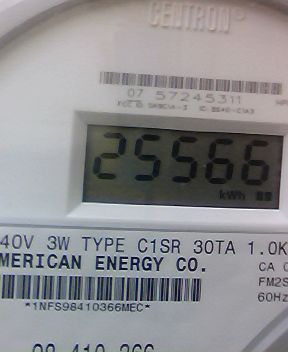 CENTRON®
07 57245311
25566
kWh
40V 3W TYPE C1SR 30TA 1.0K
MERICAN ENERGY CO.
CA 0
FM2S
60Hz
*1NFS98410366MEC*